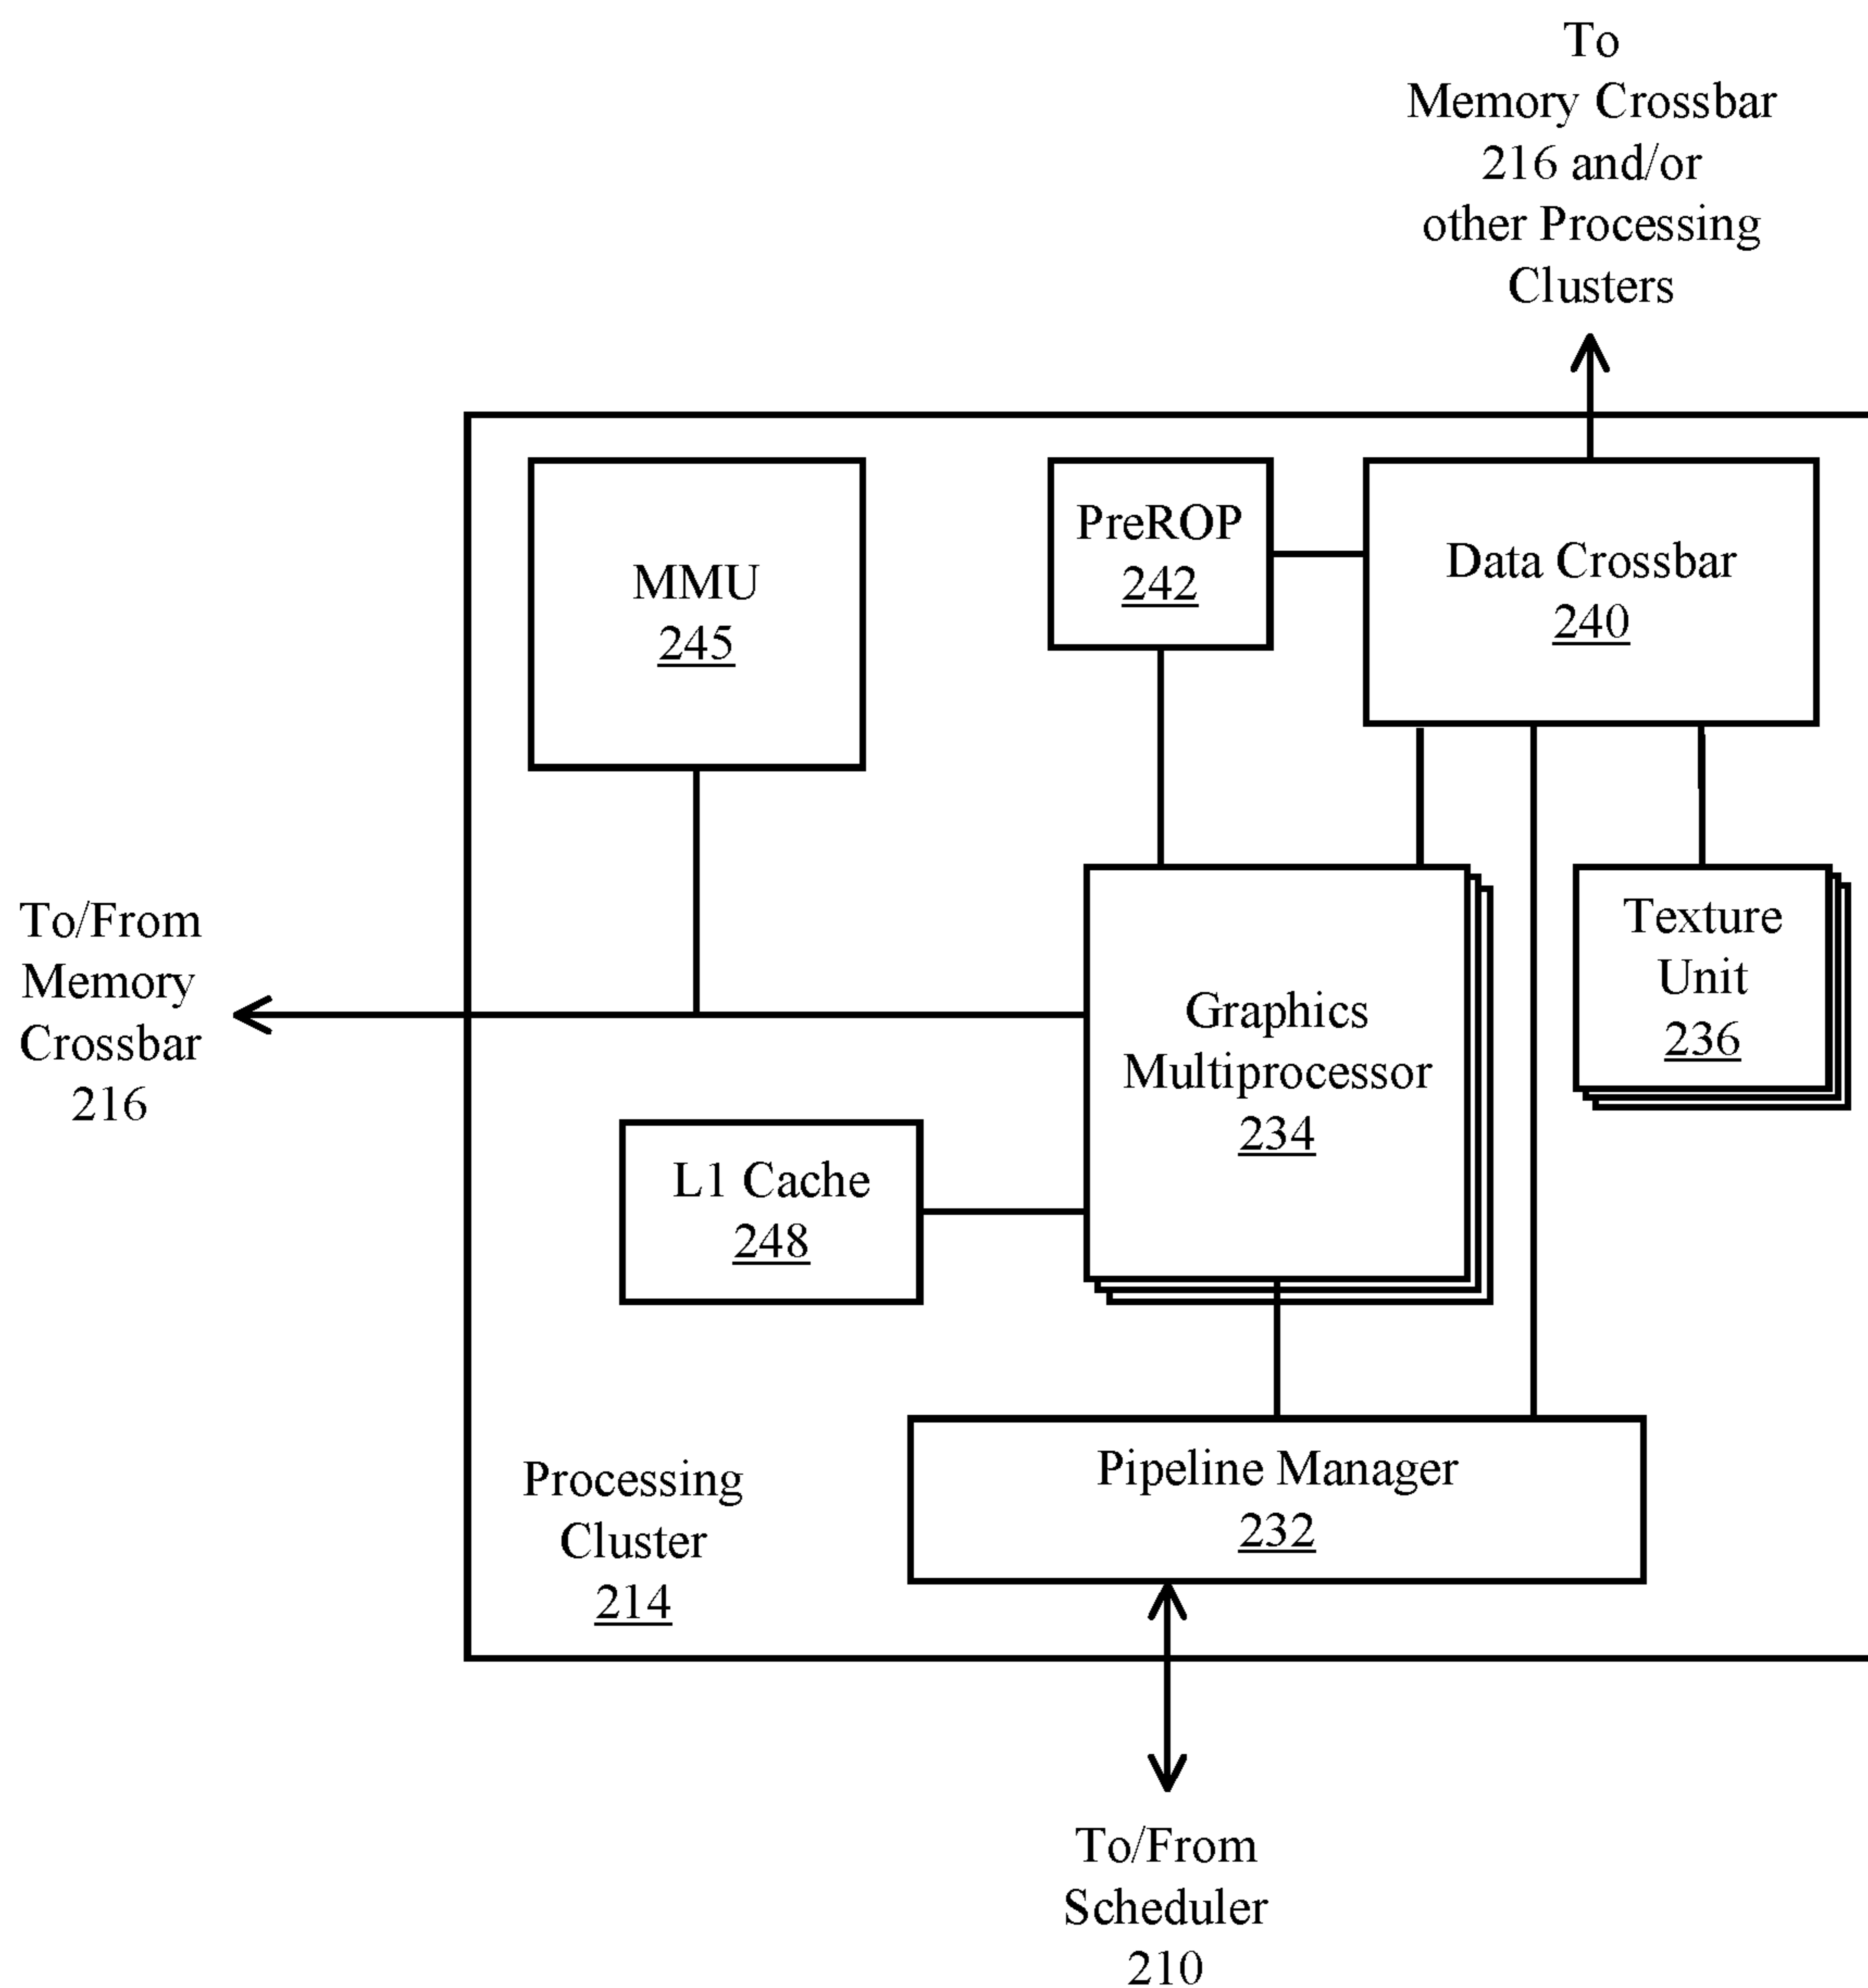 To
Memory Crossbar
216 and/or
other Processing
Clusters
MMU
245
PreROP
242
Data Crossbar
240
To/From
Memory
Crossbar
216
Graphics
Multiprocessor
234
Texture
Unit
236
L1 Cache
248
Processing
Cluster
214
Pipeline Manager
232
To/From
Scheduler
210